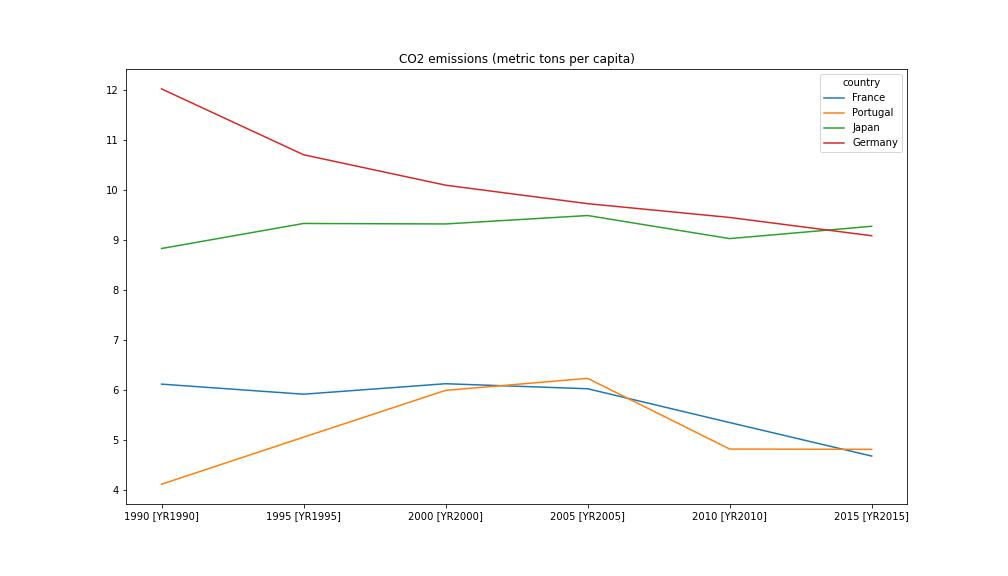 CO2 emissions (metric tons per capita)
country
France
Portugal
Japan
Germany
12
11
10
9
8
7
6
5
4
1990 [YR1990]
1995 [YR1995]
2000 [YR2000]
2005 [YR2005]
2010 [YR2010]
2015 [YR2015]